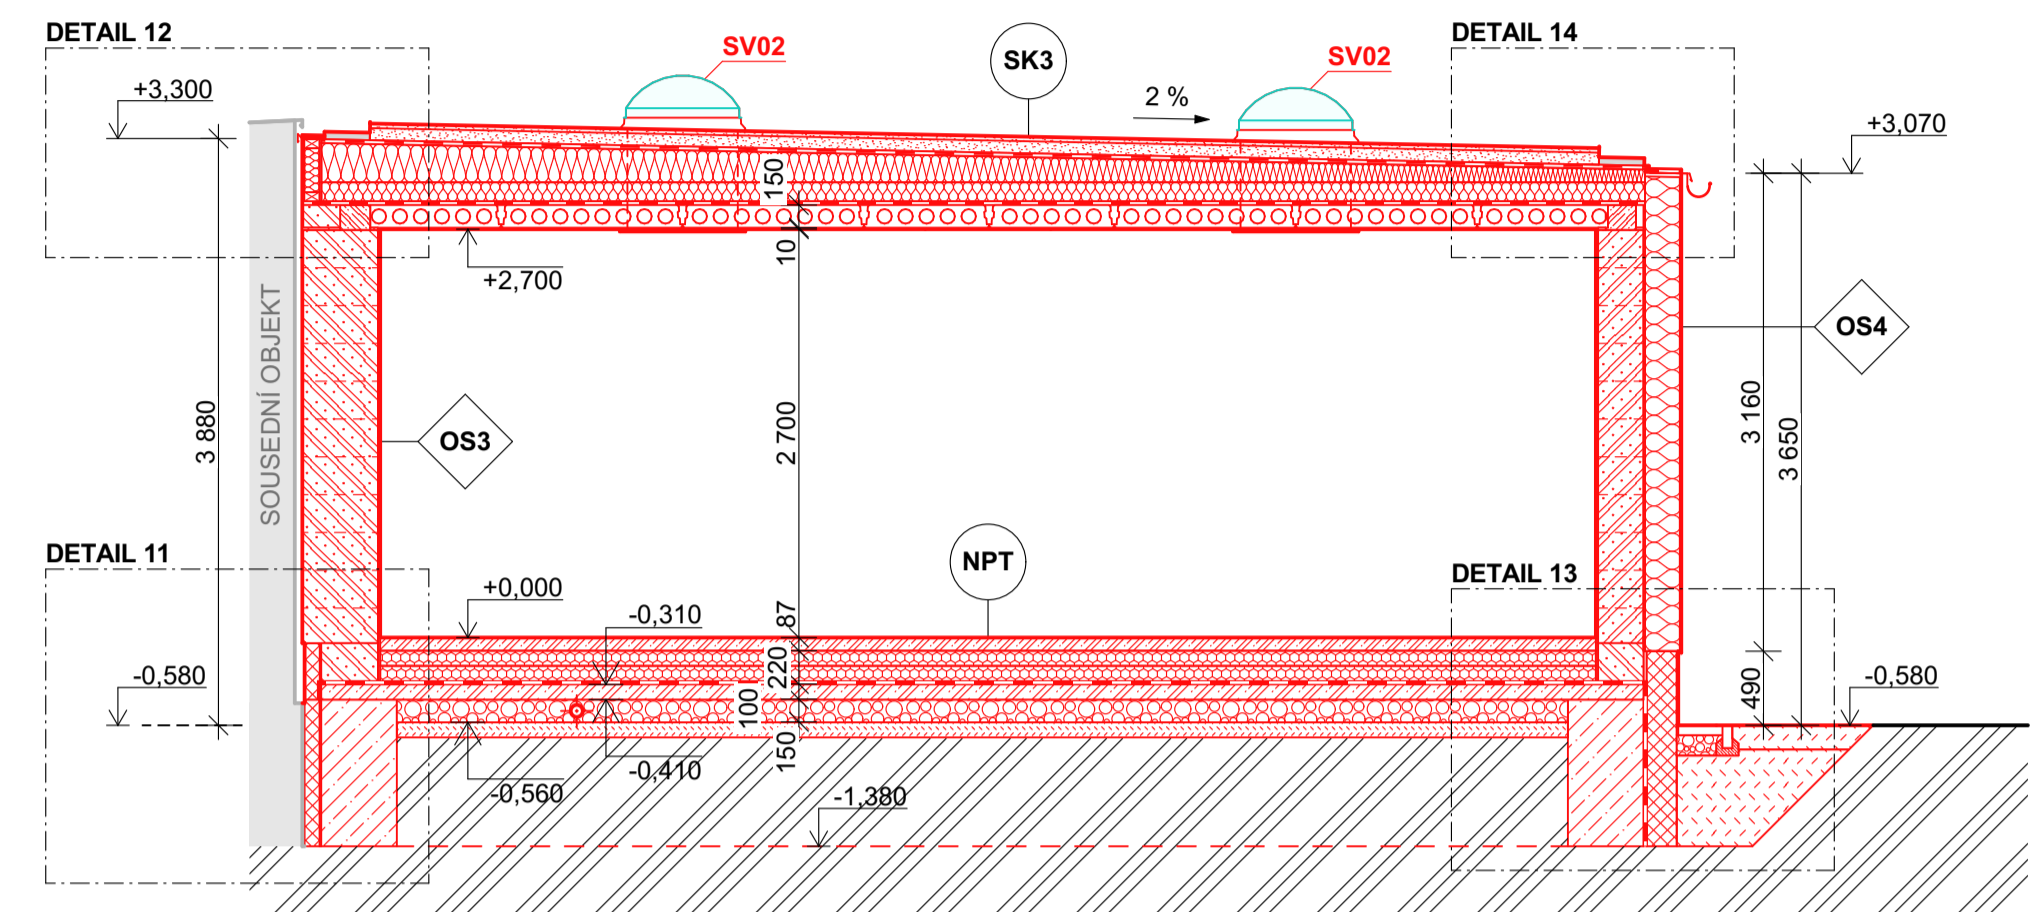 DETAIL 12
SV02
SK3
SV02
DETAIL 14
+3,300
2 %
+3,070
150
10
+2,700
SOUSEDNÍ OBJEKT
OS4
3 880
OS3
2 700
3 160
3 650
DETAIL 11
NPT
DETAIL 13
+0,000
-0,310
87
220
-0,580
100
490
-0,580
150
-0,410
-0,560
-1,380